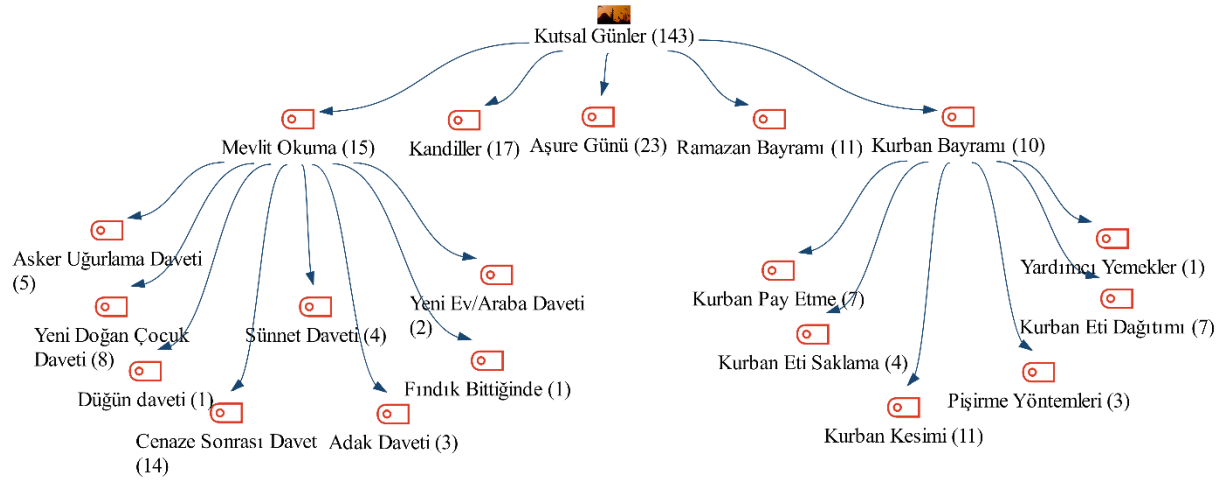 Kutsal Günler (143)
Mevlit Okuma (15)
Kandiller (17)
Aşure Günü (23)
Ramazan Bayramı (11)
Kurban Bayramı (10)
Asker Uğurlama Daveti
(5)
Yeni Doğan Çocuk
Daveti (8)
Düğün daveti (1)
Cenaze Sonrası Davet
(14)
Sünnet Daveti (4)
Adak Daveti (3)
Yeni Ev/Araba Daveti
(2)
Fındık Bittiğinde (1)
Kurban Pay Etme (7)
Kurban Eti Saklama (4)
Kurban Kesimi (11)
Pişirme Yöntemleri (3)
Yardımcı Yemekler (1)
Kurban Eti Dağıtımı (7)